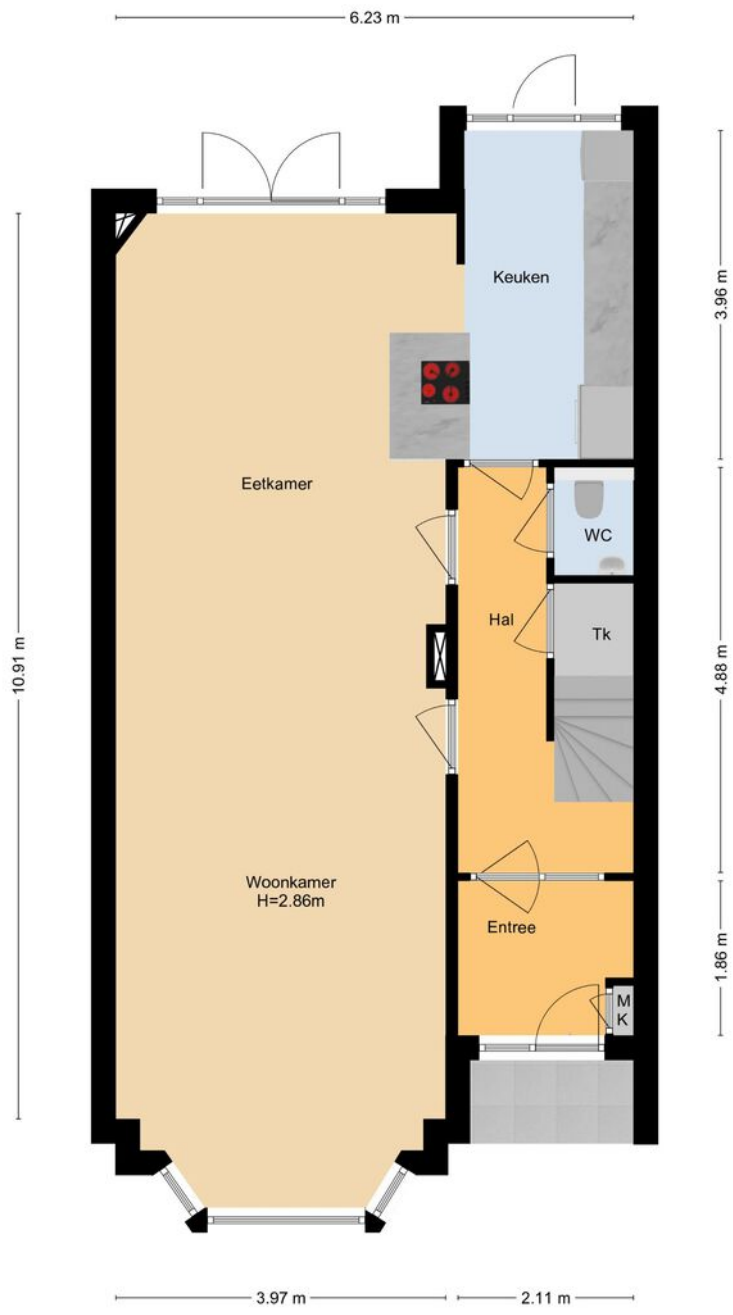 6.23 m
Keuken
3.96 m
Eetkamer
WC
Hal
Tk
10.91 m
4.88 m
Woonkamer
H=2.86m
Entree
1.86 m
M
K
3.97 m
2.11 m